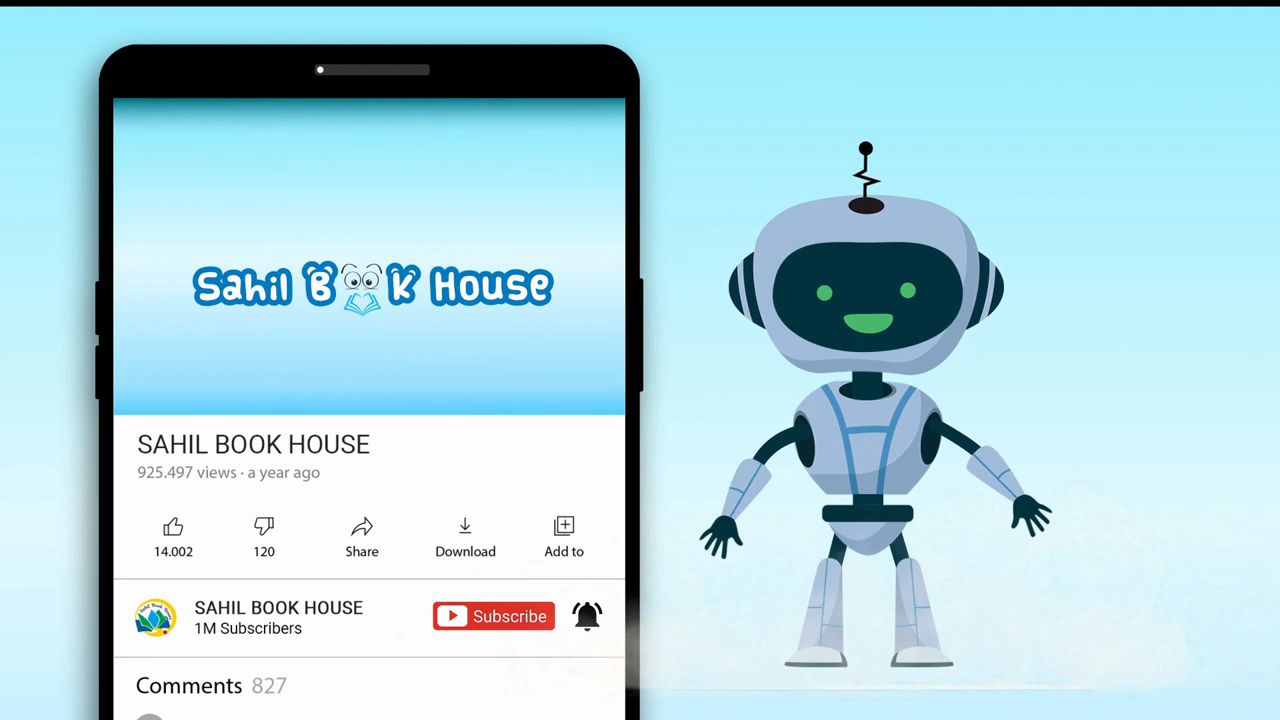 Sahil Book House
SAHIL BOOK HOUSE
925.497 views · a year ago
14.002
120
Share
Download
Add to
SAHIL BOOK HOUSE
1M Subscribers
Subscribe
Comments 827